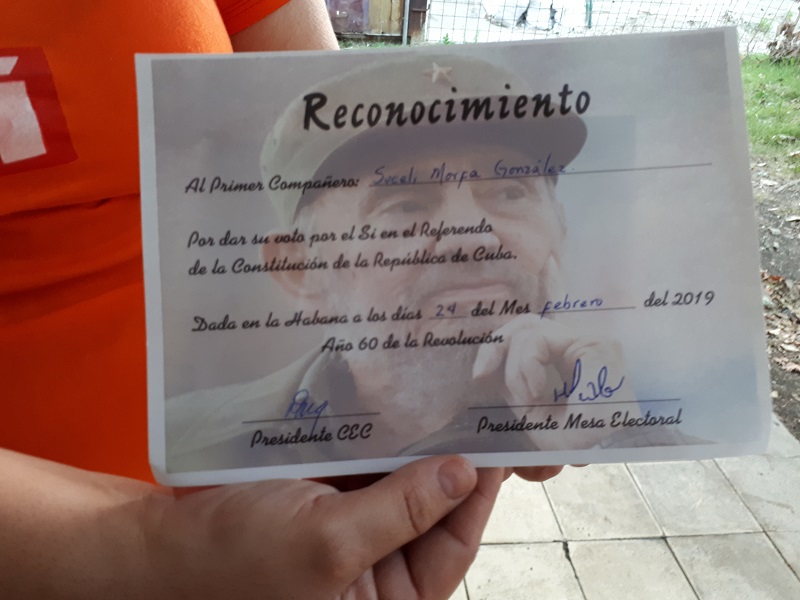 Reconocimiento
Al Primer Compañero: Soceli Morfa González.
Por dar su voto por el Si en el Referendo
de la Constitución de la República de Cuba.
Dada en la Habana a los días 24 del Mes febrero del 2019
Año 60 de la Revolución
Presidente CEC
Presidente Mesa Electoral